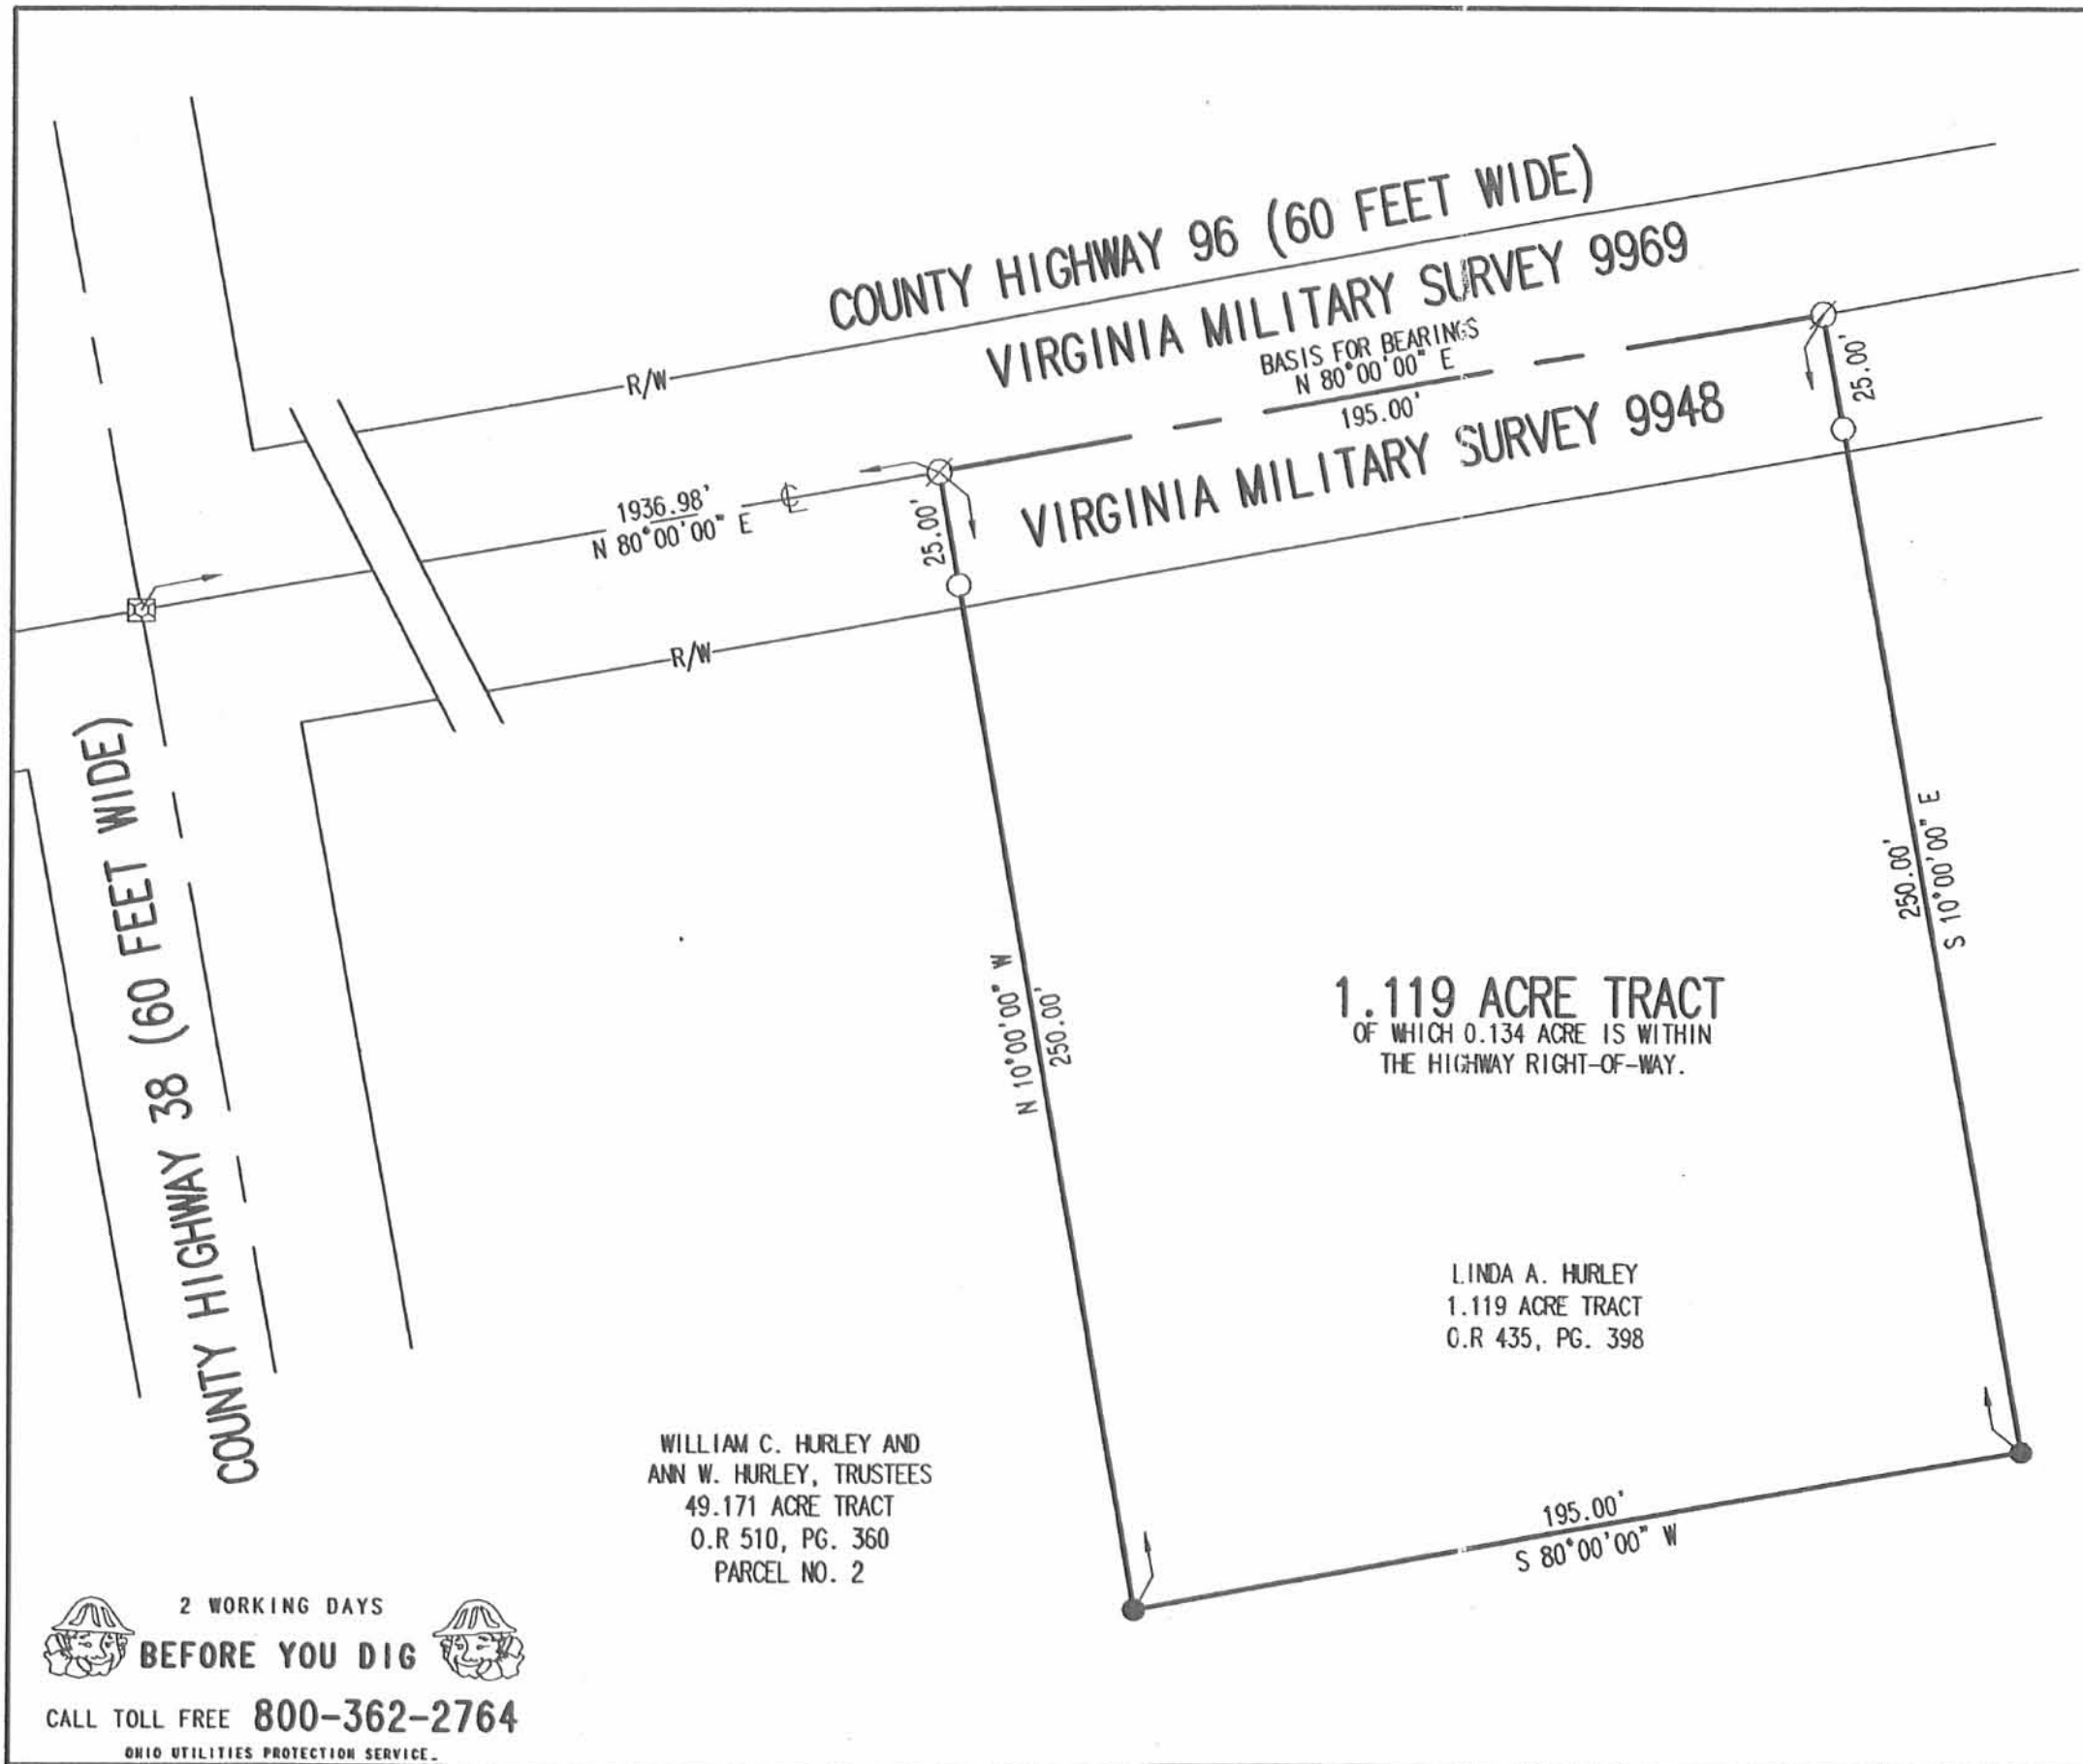 COUNTY HIGHWAY 96 (60 FEET WIDE)
VIRGINIA MILITARY SURVEY 9969
BASIS FOR BEARINGS
N 80°00'00" E
195.00'
VIRGINIA MILITARY SURVEY 9948
R/W
1936.98'
N 80°00'00" E
℄
25.00'
25.00'
R/W
COUNTY HIGHWAY 38 (60 FEET WIDE)
N 10°00'00" W
250.00'
250.00'
S 10°00'00" E
1.119 ACRE TRACT
OF WHICH 0.134 ACRE IS WITHIN
THE HIGHWAY RIGHT-OF-WAY.
LINDA A. HURLEY
1.119 ACRE TRACT
O.R 435, PG. 398
WILLIAM C. HURLEY AND
ANN W. HURLEY, TRUSTEES
49.171 ACRE TRACT
O.R 510, PG. 360
PARCEL NO. 2
195.00'
S 80°00'00" W
2 WORKING DAYS
BEFORE YOU DIG
CALL TOLL FREE 800-362-2764
OHIO UTILITIES PROTECTION SERVICE.